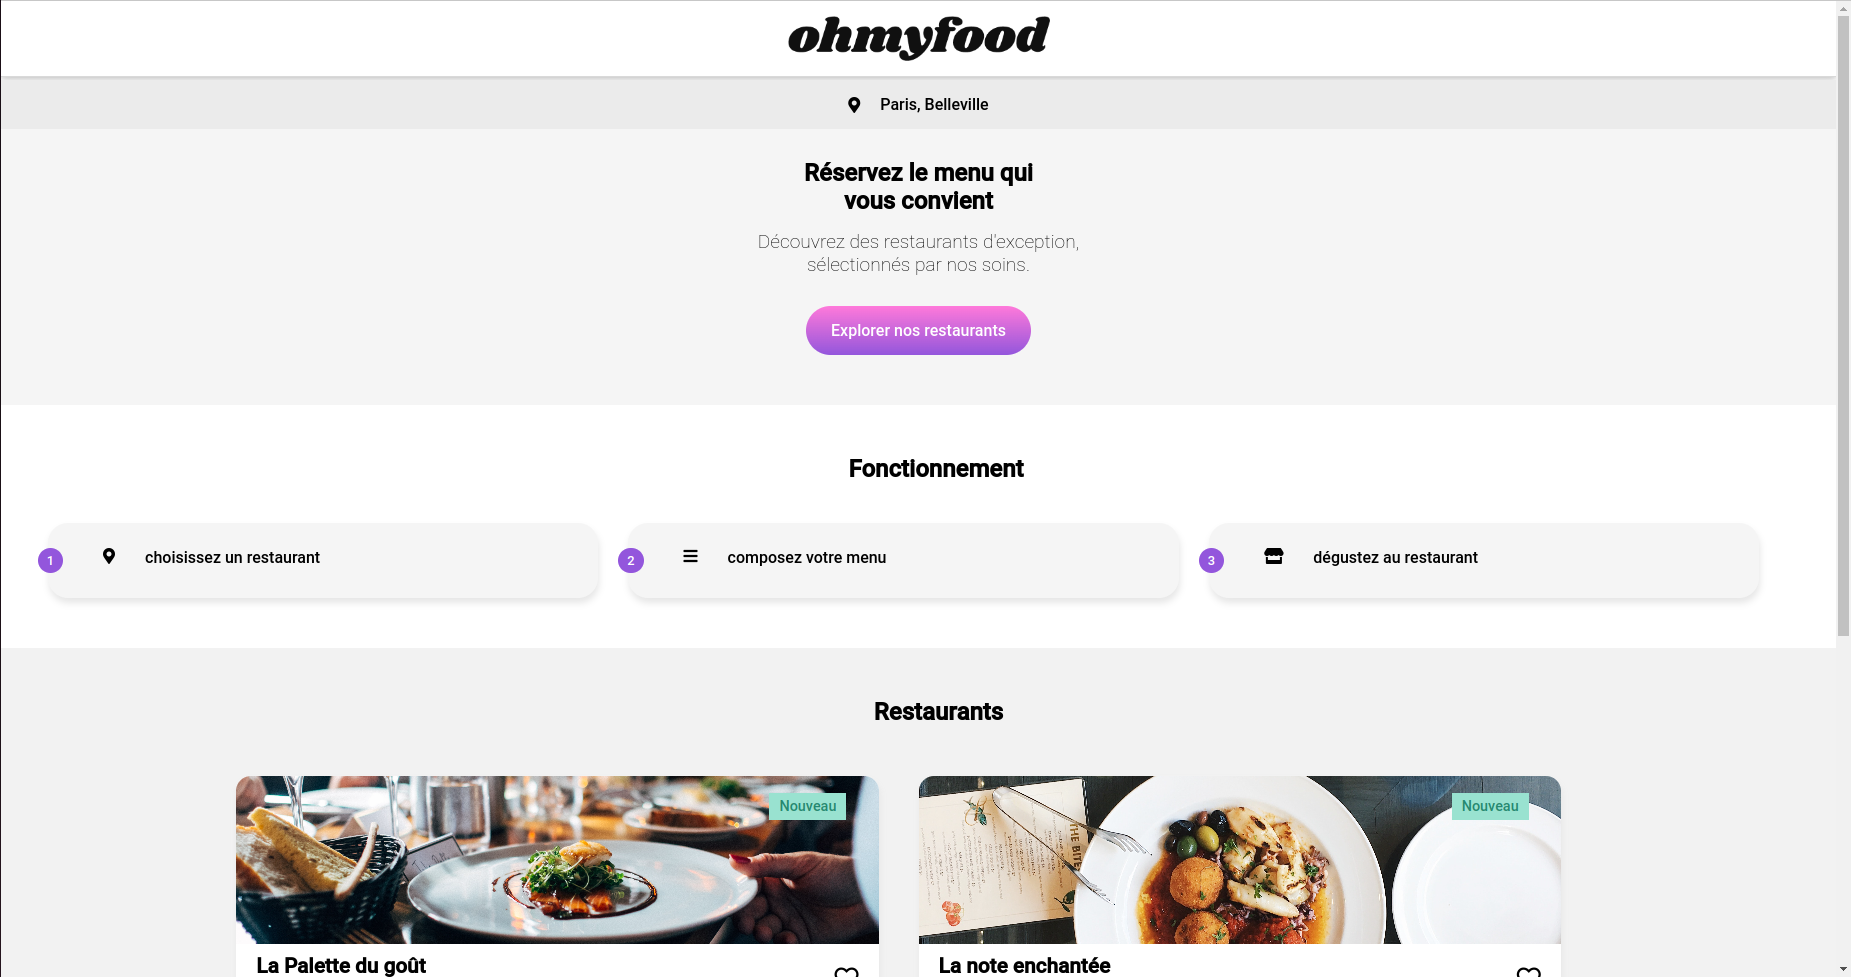 ohmyfood
Paris, Belleville
Réservez le menu qui
vous convient
Découvrez des restaurants d'exception,
sélectionnés par nos soins.
Explorer nos restaurants
Fonctionnement
1 choisissez un restaurant
2 composez votre menu
3 dégustez au restaurant
Restaurants
Nouveau
THE BITE
Nouveau
La Palette du goût
La note enchantée